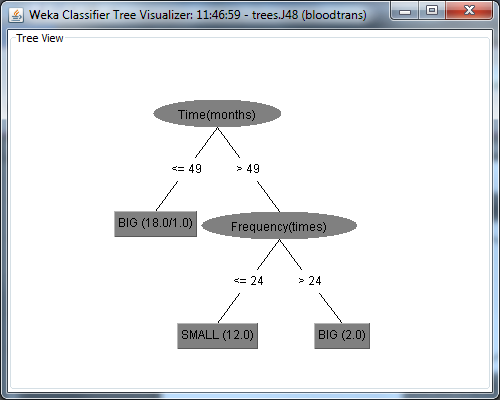 Weka Classifier Tree Visualizer: 11:46:59 - trees.J48 (bloodtrans)
Tree View
Time(months)
<= 49
> 49
BIG (18.0/1.0)
Frequency(times)
<= 24
> 24
SMALL (12.0)
BIG (2.0)